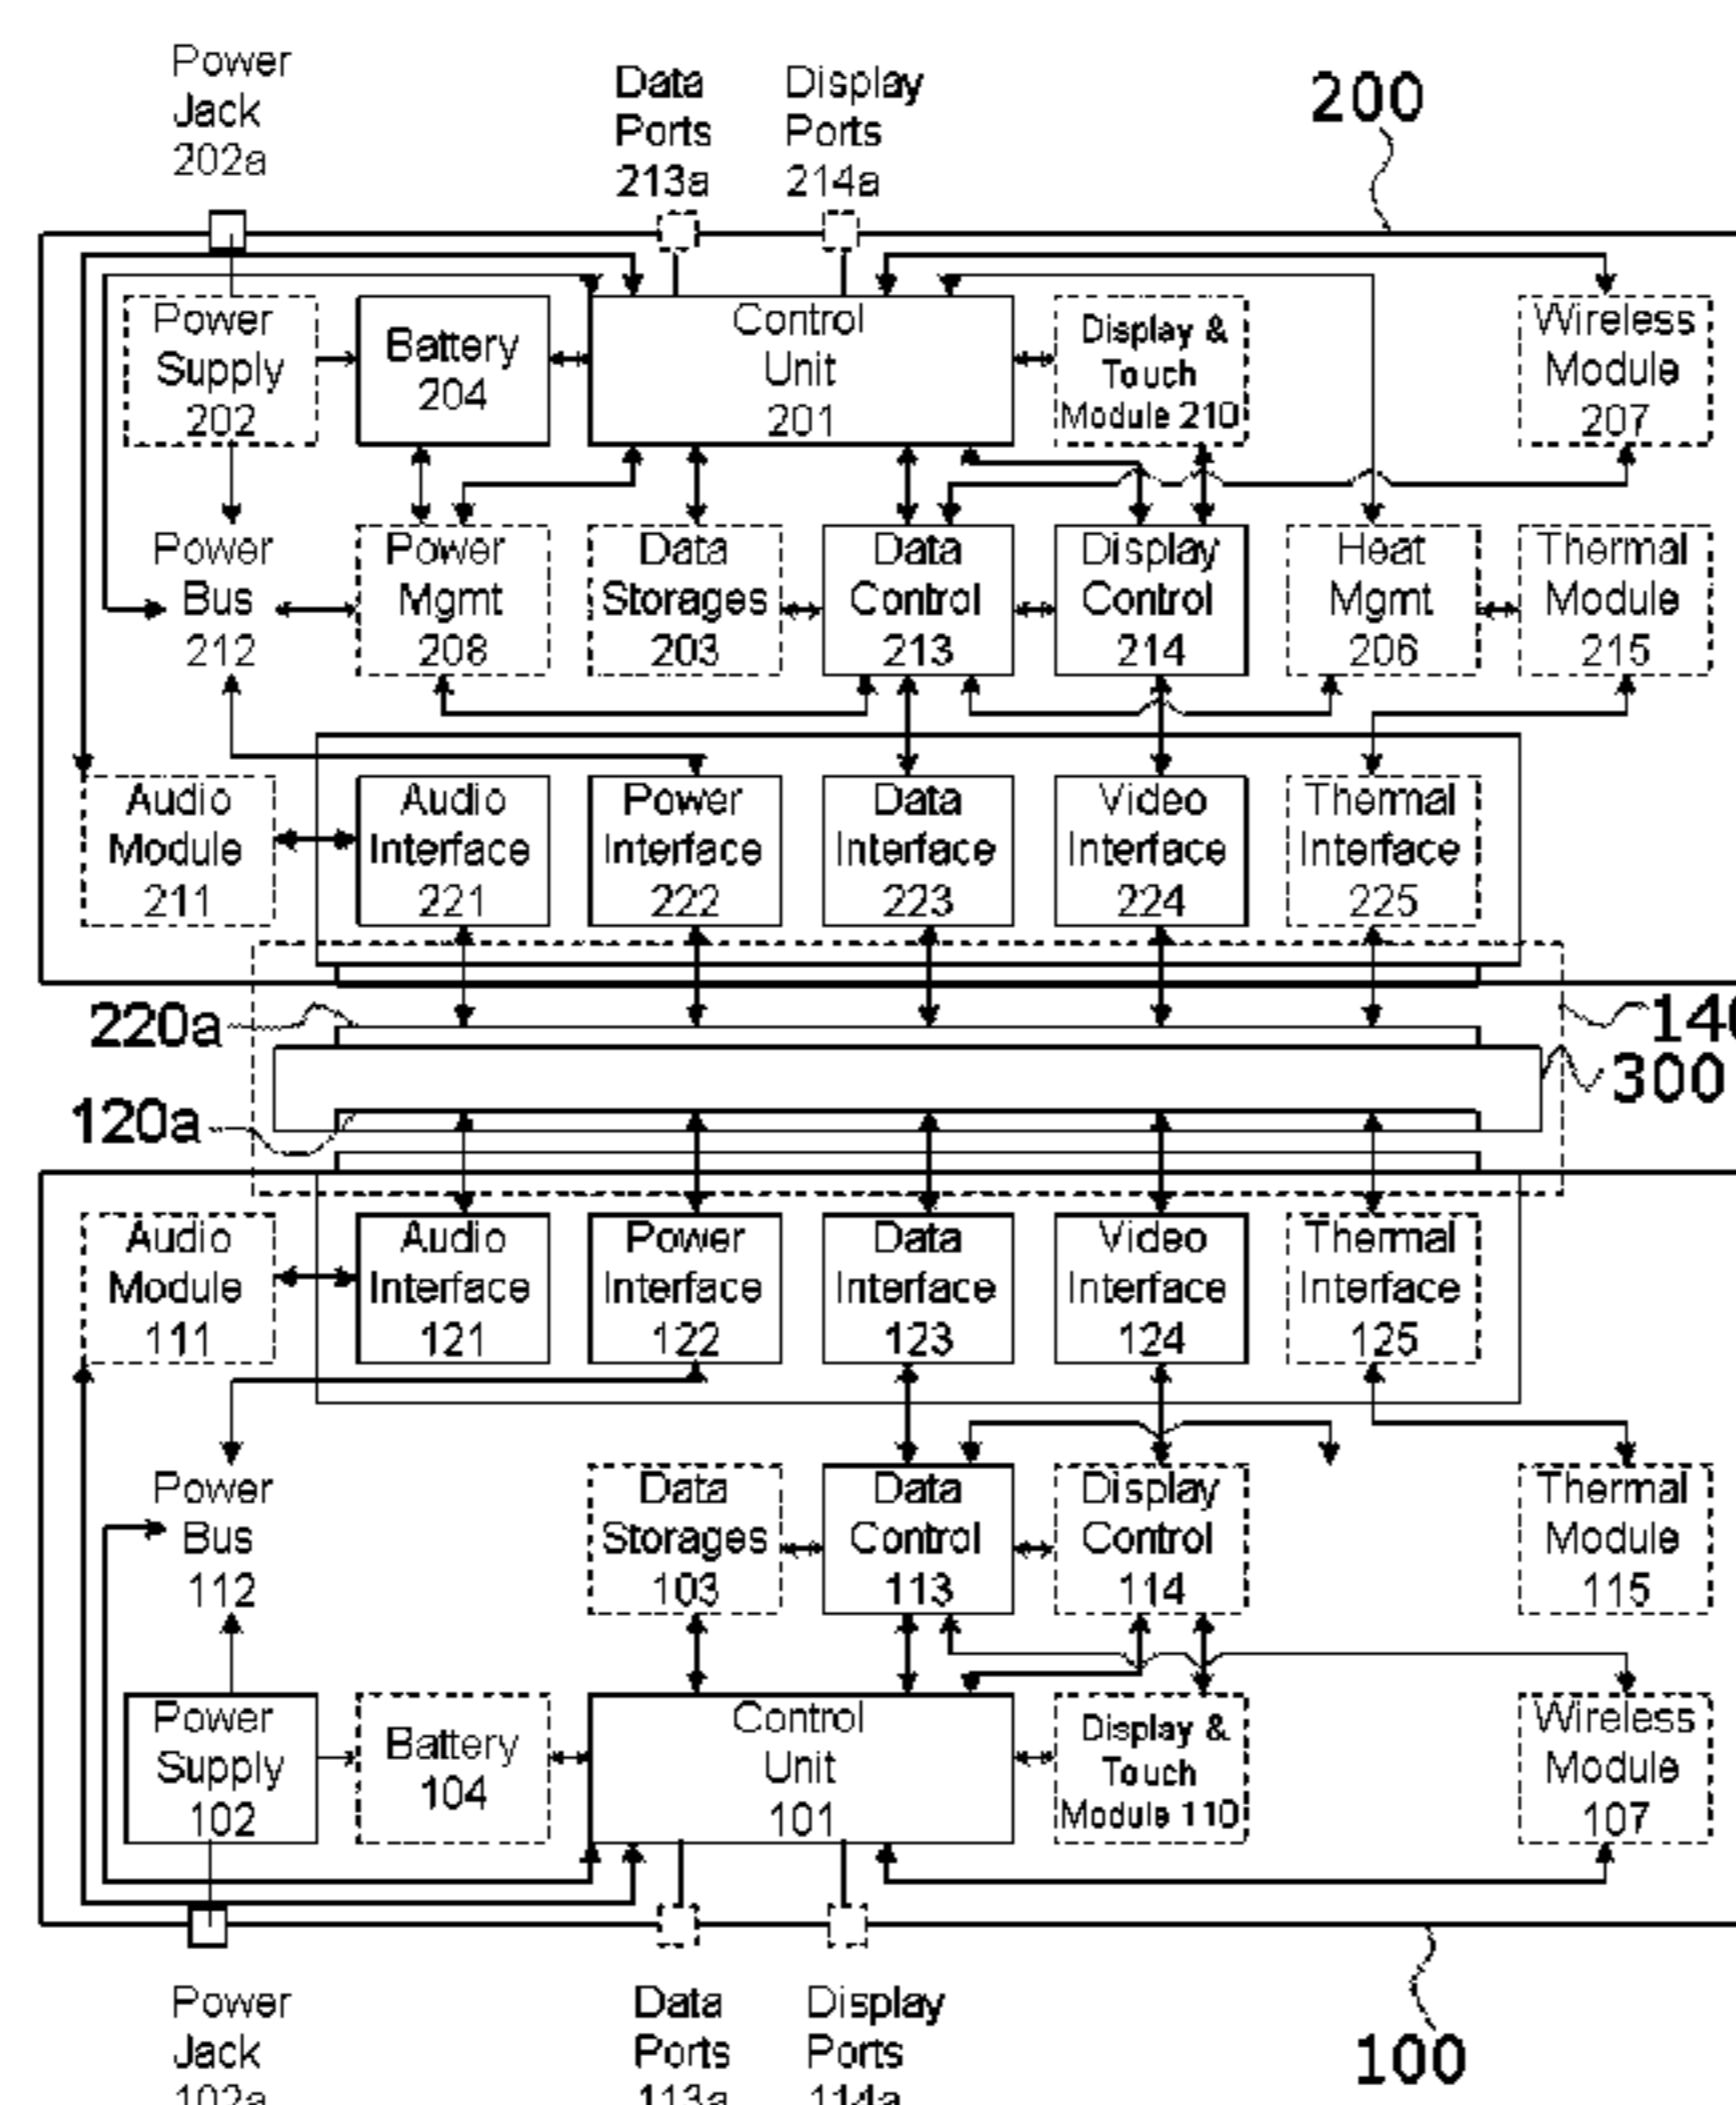 Power
Jack
202a
Data
Ports
213a
Display
Ports
214a
200
Power
Supply
202
Battery
204
Control
Unit
201
Display &
Touch
Module 210
Wireless
Module
207
Power
Bus
212
Power
Mgmt
208
Data
Storages
203
Data
Control
213
Display
Control
214
Heat
Mgmt
206
Thermal
Module
215
Audio
Module
211
Audio
Interface
221
Power
Interface
222
Data
Interface
223
Video
Interface
224
Thermal
Interface
225
220a
140
300
120a
Audio
Module
111
Audio
Interface
121
Power
Interface
122
Data
Interface
123
Video
Interface
124
Thermal
Interface
125
Power
Bus
112
Data
Storages
103
Data
Control
113
Display
Control
114
Thermal
Module
115
Power
Supply
102
Battery
104
Control
Unit
101
Display &
Touch
Module 110
Wireless
Module
107
Power
Jack
102a
Data
Ports
113a
Display
Ports
114a
100